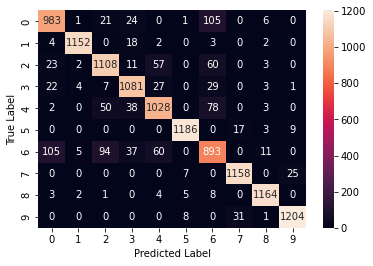 0 983 1 21 24 0 1 105 0 6 0
1 4 1152 0 18 2 0 3 0 2 0
2 23 2 1108 11 57 0 60 0 3 0
3 22 4 7 1081 27 0 29 0 3 1
4 2 0 50 38 1028 0 78 0 3 0
5 0 0 0 0 0 1186 0 17 3 9
6 105 5 94 37 60 0 893 0 11 0
7 0 0 0 0 0 7 0 1158 0 25
8 3 2 1 0 4 5 8 0 1164 0
9 0 0 0 0 0 8 0 31 1 1204
0 1 2 3 4 5 6 7 8 9
Predicted Label
True Label
1200
1000
800
600
400
200
0